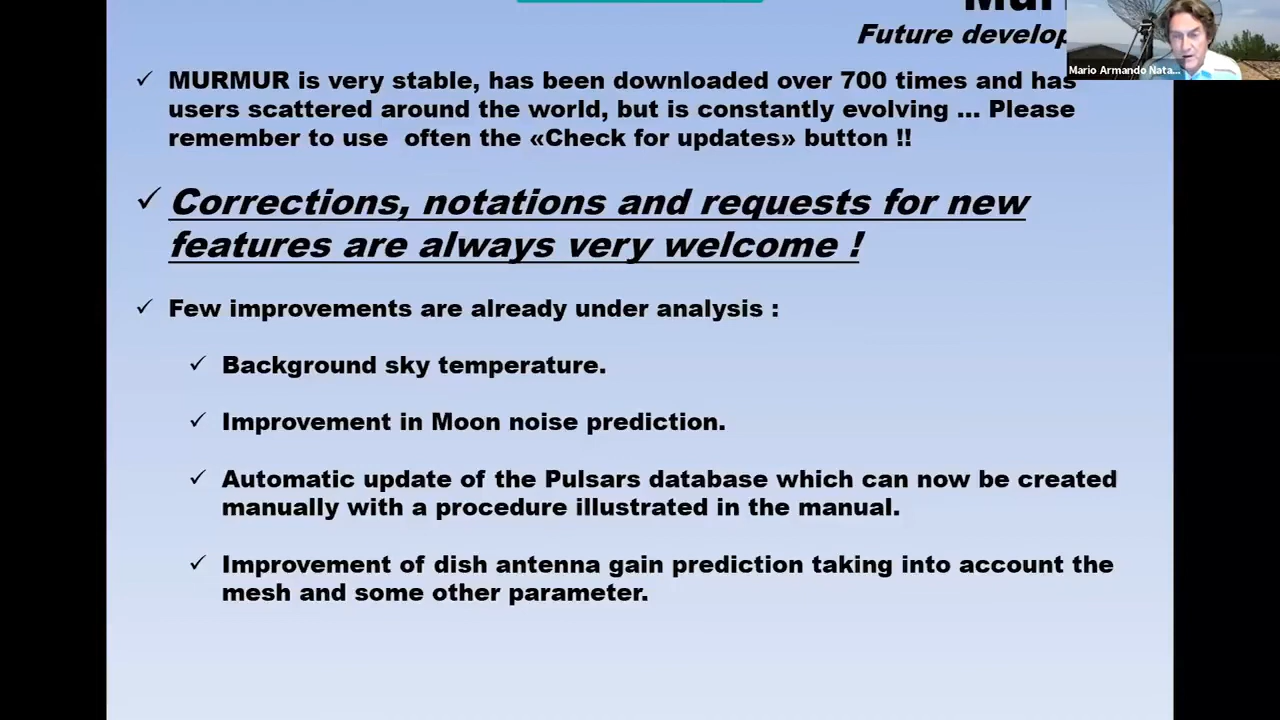 Future develop
Mario Armando Nata...
MURMUR is very stable, has been downloaded over 700 times and has
users scattered around the world, but is constantly evolving ... Please
remember to use often the «Check for updates» button !!
Corrections, notations and requests for new
features are always very welcome !
Few improvements are already under analysis :
Background sky temperature.
Improvement in Moon noise prediction.
Automatic update of the Pulsars database which can now be created
manually with a procedure illustrated in the manual.
Improvement of dish antenna gain prediction taking into account the
mesh and some other parameter.